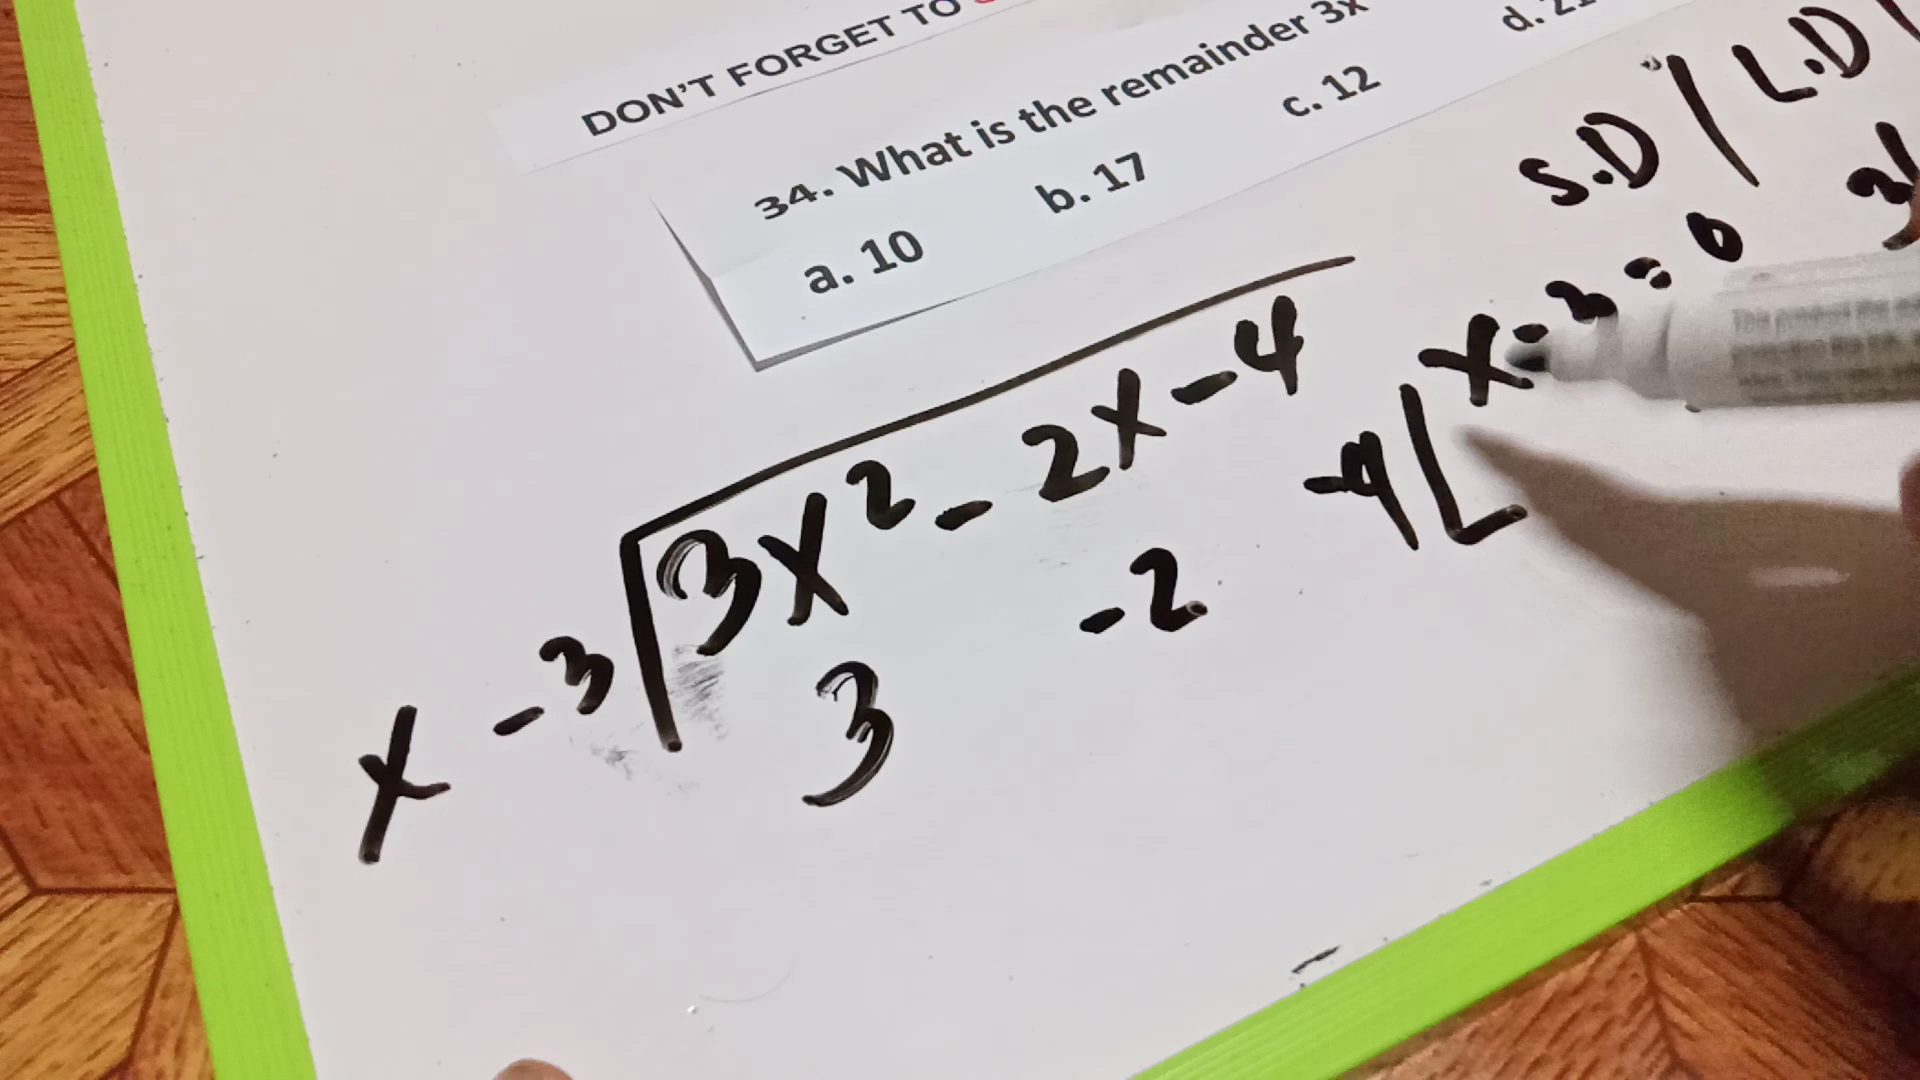 DON'T FORGET TO
34. What is the remainder 3x
a. 10 b. 17 c. 12 d. 21
S.D / L.D
x - 3 = 0
x - 3 3x² - 2x - 4
3 -2 -4